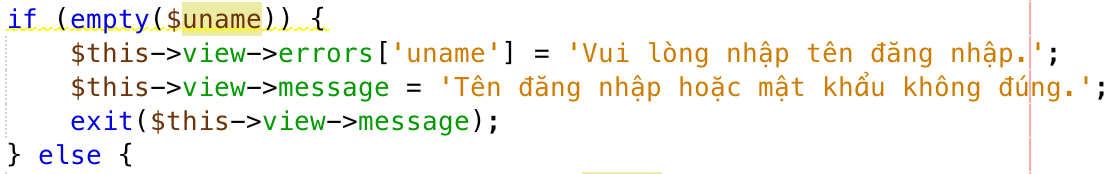 if (empty($uname)) {
    $this->view->errors['uname'] = 'Vui lòng nhập tên đăng nhập.';
    $this->view->message = 'Tên đăng nhập hoặc mật khẩu không đúng.';
    exit($this->view->message);
} else {